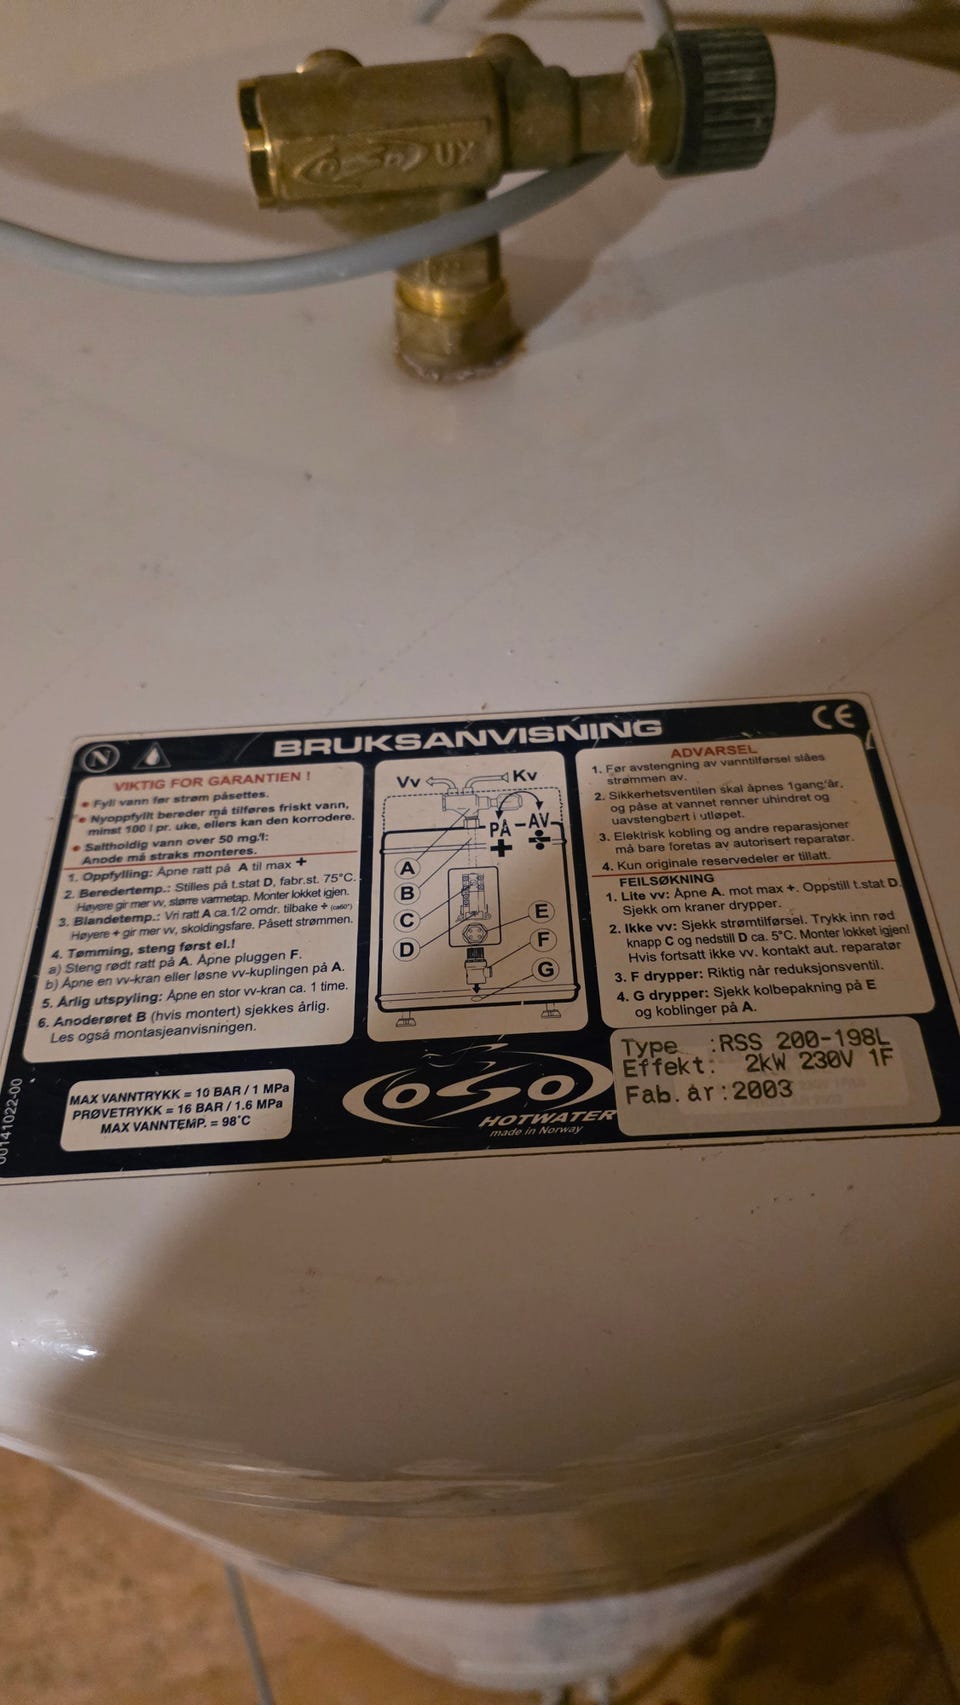 OSO UX
N
BRUKSANVISNING
CE
VIKTIG FOR GARANTIEN !
• Fyll vann før strøm påsettes.
• Nyoppfyllt bereder må tilføres friskt vann,
minst 100 l pr. uke, ellers kan den korrodere.
• Saltholdig vann over 50 mg.
Anode må straks monteres.
1. Oppfylling: Åpne ratt på A til max +
2. Beredertemp.: Stilles på t.stat D, fabr.st. 75°C.
Høyere gir mer vv, større varmetap. Monter lokket igjen.
3. Blandetemp.: Vri ratt A ca.1/2 omdr. tilbake +
Høyere + gir mer vv, skoldingsfare. Påsett strømmen.
4. Tømming, steng først el.!
a) Steng rødt ratt på A. Åpne pluggen F.
b) Åpne en vv-kran eller løsne vv-kuplingen på A.
5. Årlig utspyling: Åpne en stor vv-kran ca. 1 time.
6. Anoderøret B (hvis montert) sjekkes årlig.
Les også montasjeanvisningen.
Vv Kv
PÅ – AV
+ ÷
A
B
C
D
E
F
G
ADVARSEL
1. Før avstengning av vanntilførsel slåes
strømmen av.
2. Sikkerhetsventilen skal åpnes 1gang/år,
og påse at vannet renner uhindret og
uavstengbart i utløpet.
3. Elektrisk kobling og andre reparasjoner
må bare foretas av autorisert reparatør.
4. Kun originale reservedeler er tillatt.
FEILSØKNING
1. Lite vv: Åpne A. mot max +. Oppstill t.stat D.
Sjekk om kraner drypper.
2. Ikke vv: Sjekk strømtilførsel. Trykk inn rød
knapp C og nedstill D ca. 5°C. Monter lokket igjen!
Hvis fortsatt ikke vv. kontakt aut. reparatør
3. F drypper: Riktig når reduksjonsventil.
4. G drypper: Sjekk kolbepakning på E
og koblinger på A.
MAX VANNTRYKK = 10 BAR / 1 MPa
PRØVETRYKK = 16 BAR / 1.6 MPa
MAX VANNTEMP. = 98°C
OSO
HOTWATER
made in Norway
Type :RSS 200-198L
Effekt: 2kW 230V 1F
Fab.år:2003
00141022-00